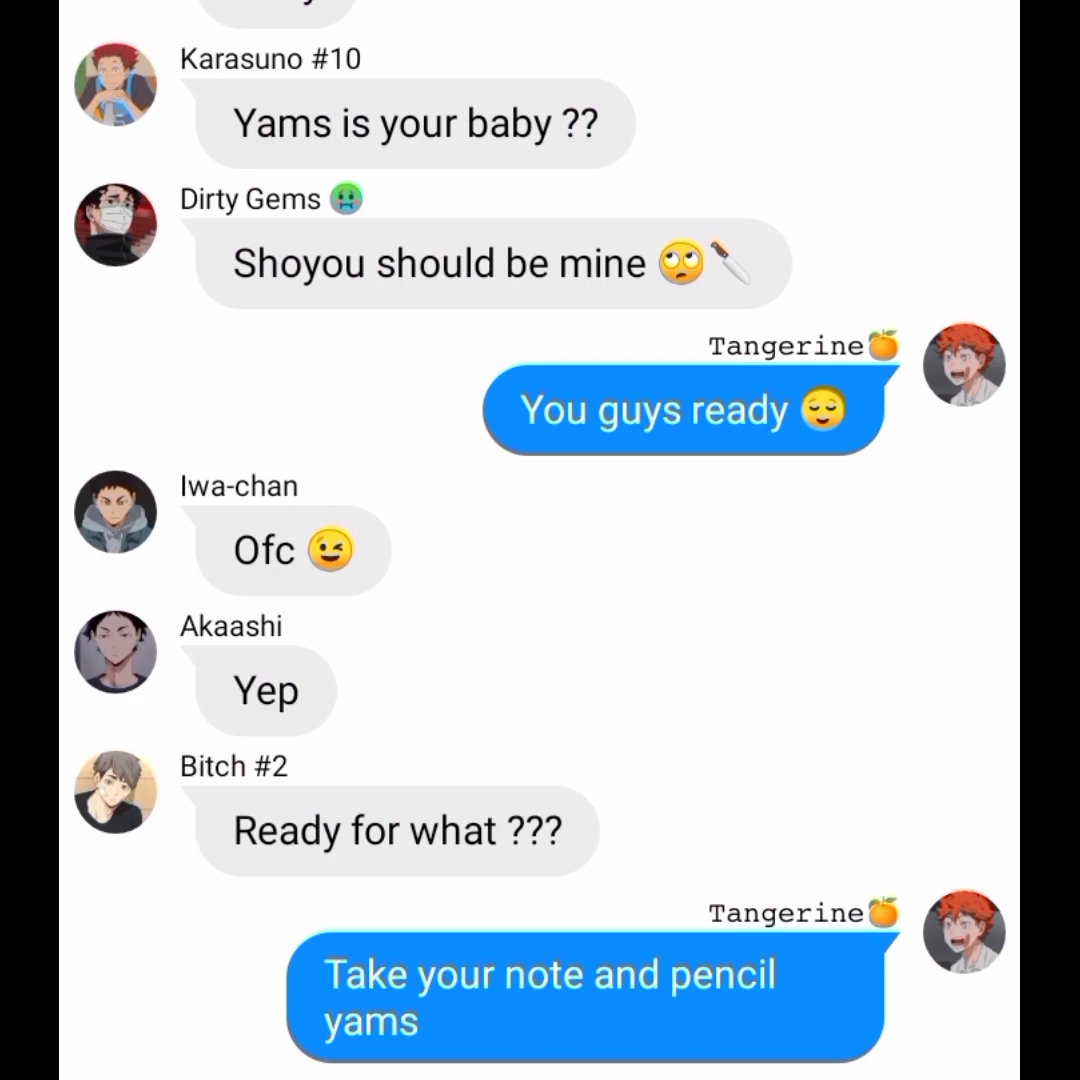 Karasuno #10
Yams is your baby ??
Dirty Gems 🤢
Shoyou should be mine 🙄🔪
Tangerine🍊
You guys ready 😌
Iwa-chan
Ofc 😉
Akaashi
Yep
Bitch #2
Ready for what ???
Tangerine🍊
Take your note and pencil
yams